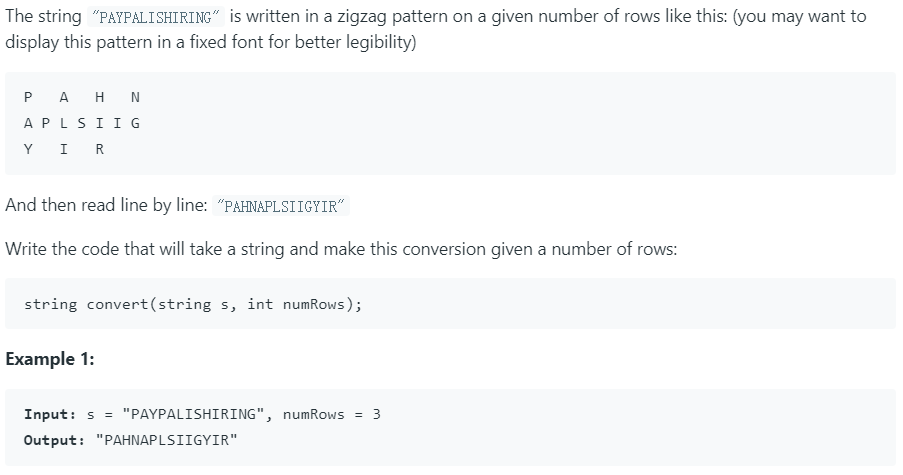 The string "PAYPALISHIRING" is written in a zigzag pattern on a given number of rows like this: (you may want to
display this pattern in a fixed font for better legibility)
P   A   H   N
A P L S I I G
Y   I   R
And then read line by line: "PAHNAPLSIIGYIR"
Write the code that will take a string and make this conversion given a number of rows:
string convert(string s, int numRows);
Example 1:
Input: s = "PAYPALISHIRING", numRows = 3
Output: "PAHNAPLSIIGYIR"